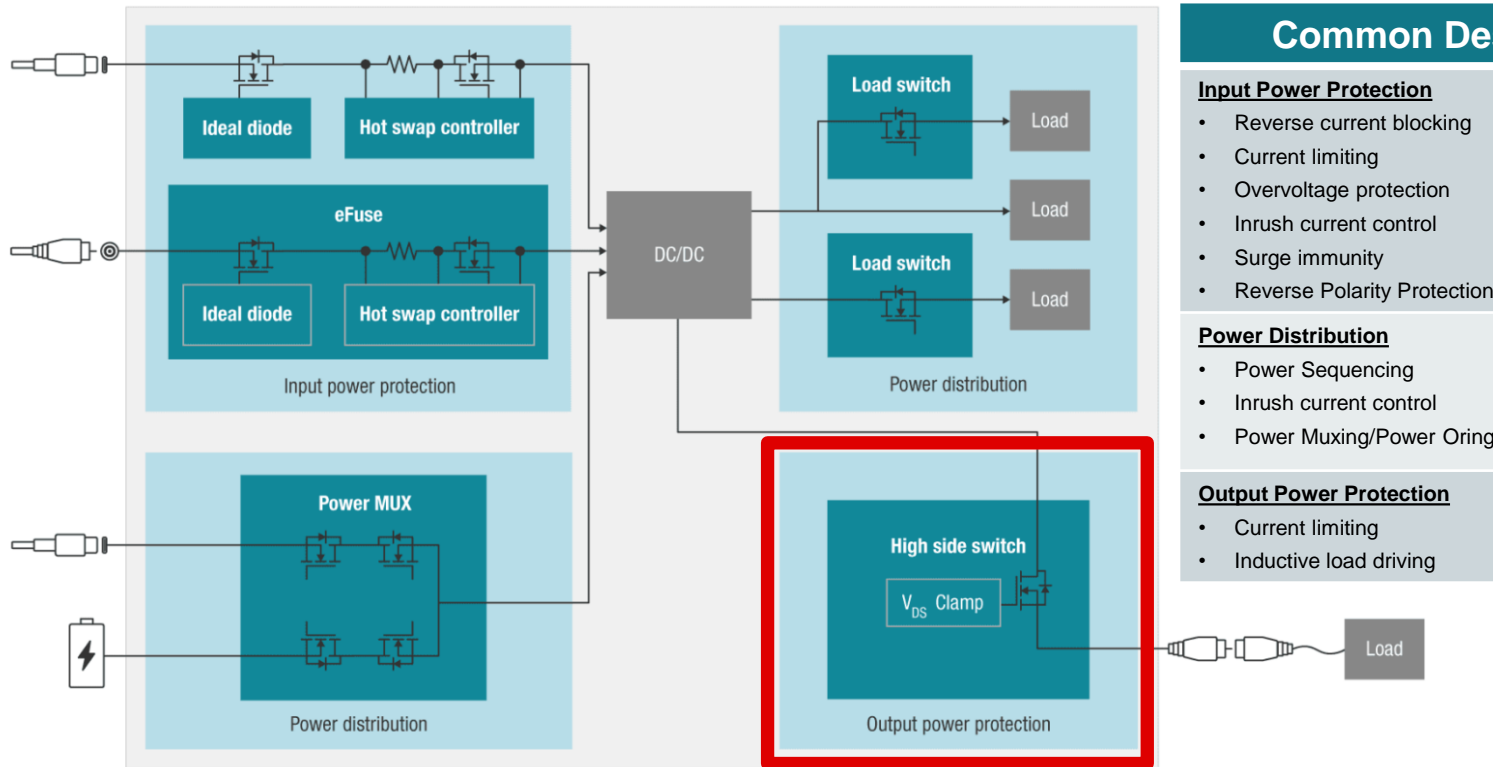 Ideal diode
Hot swap controller
eFuse
Ideal diode
Hot swap controller
Input power protection
DC/DC
Load switch
Load
Load
Load switch
Load
Power distribution
Power MUX
Power distribution
High side switch
VDS Clamp
Output power protection
Load
Common De
Input Power Protection
• Reverse current blocking
• Current limiting
• Overvoltage protection
• Inrush current control
• Surge immunity
• Reverse Polarity Protection
Power Distribution
• Power Sequencing
• Inrush current control
• Power Muxing/Power Oring
Output Power Protection
• Current limiting
• Inductive load driving